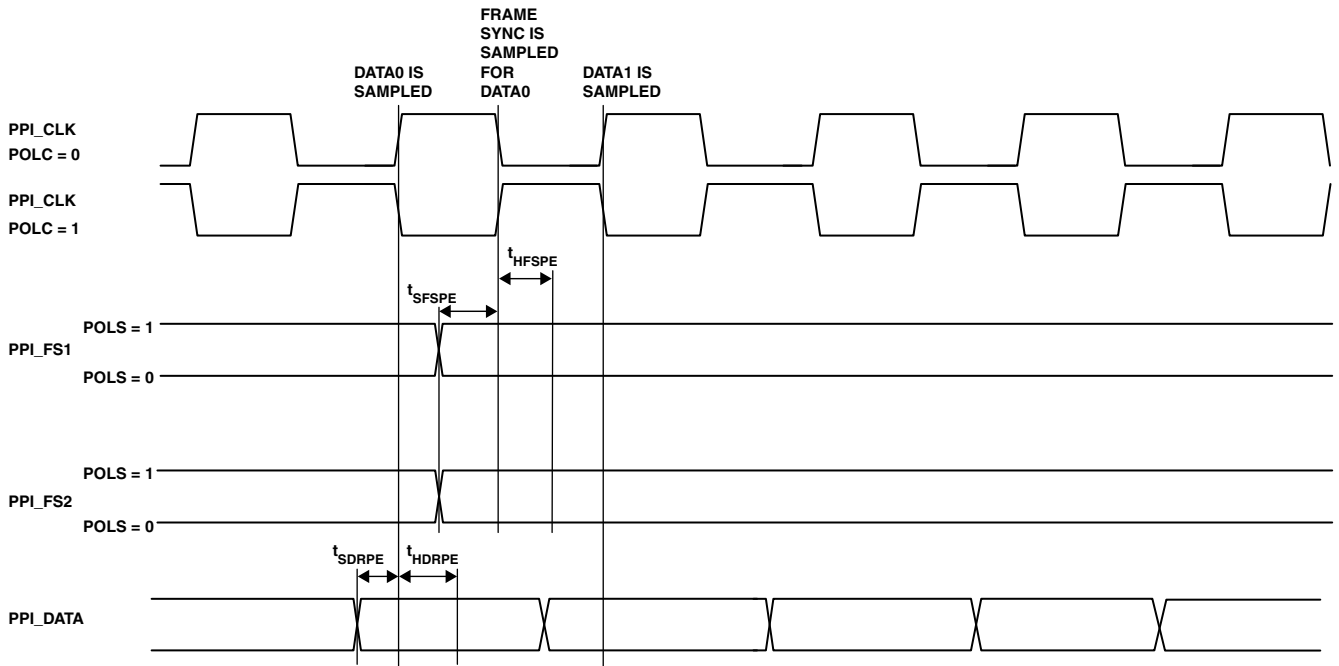 FRAME
SYNC IS
SAMPLED
FOR
DATA0
DATA0 IS
SAMPLED
DATA1 IS
SAMPLED
PPI_CLK
POLC = 0
PPI_CLK
POLC = 1
tHFSPE
tSFSPE
POLS = 1
PPI_FS1
POLS = 0
POLS = 1
PPI_FS2
POLS = 0
tSDRPE
tHDRPE
PPI_DATA